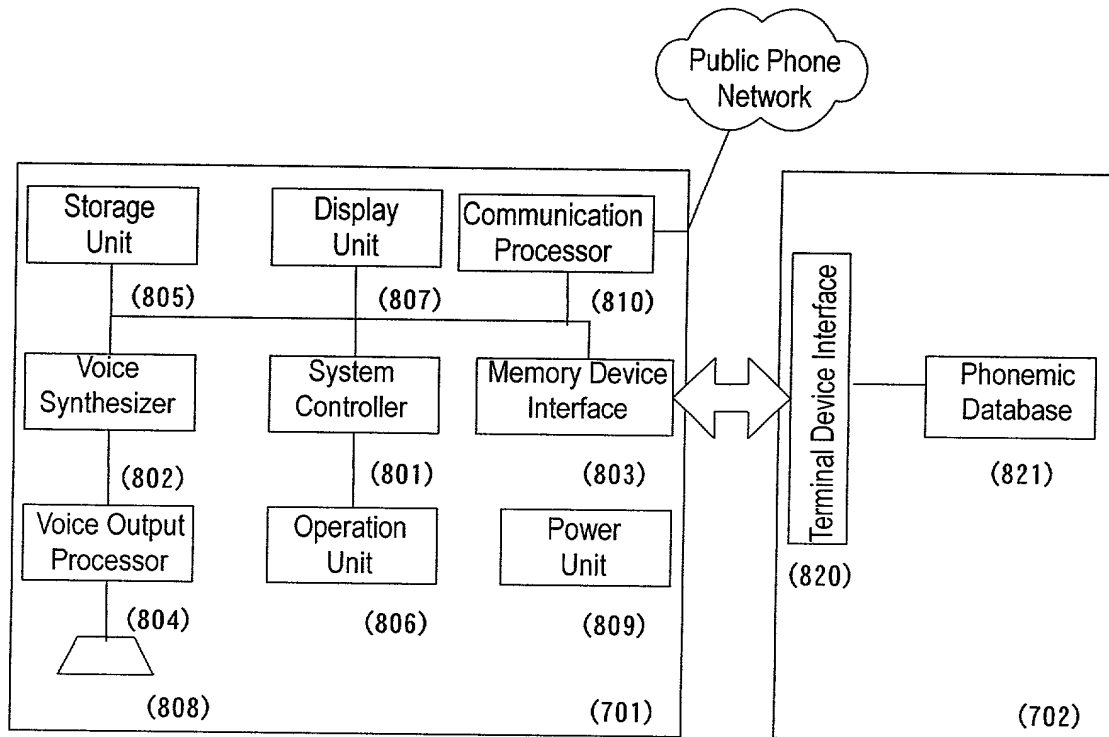 Public Phone
Network
Storage
Unit
(805)
Display
Unit
(807)
Communication
Processor
(810)
Voice
Synthesizer
(802)
System
Controller
(801)
Memory Device
Interface
(803)
Voice Output
Processor
(804)
Operation
Unit
(806)
Power
Unit
(809)
(808)
(701)
Terminal Device Interface
(820)
Phonemic
Database
(821)
(702)